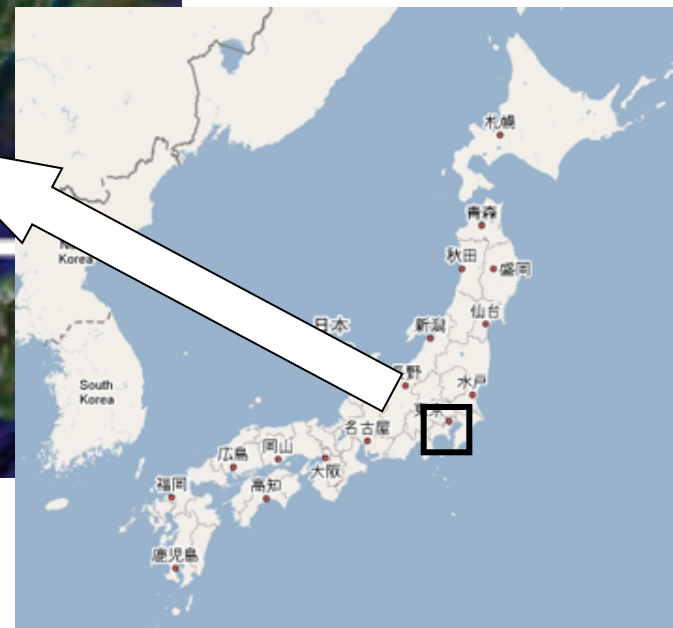 札幌
青森
秋田
盛岡
仙台
日本
新潟
野
水戸
東京
North
Korea
South
Korea
名古屋
岡山
広島
大阪
福岡
高知
鹿児島